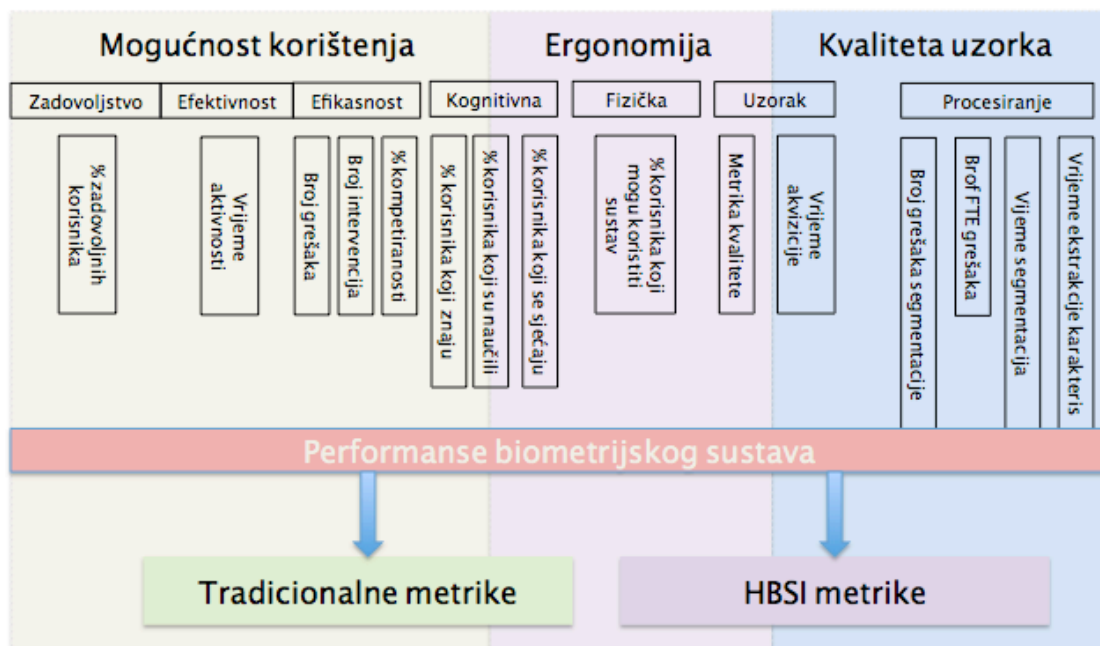 Mogućnost korištenja
Ergonomija
Kvaliteta uzorka
Zadovoljstvo
Efektivnost
Efikasnost
Kognitivna
Fizička
Uzorak
Procesiranje
%zadovoljnih
korisnika
Vrijeme
aktivnosti
Broj grešaka
Broj intervencija
%kompetiranosti
%korisnika koji znaju
%korisnika koji su naučili
%korisnika koji se sjećaju
%korisnika koji
mogu koristiti
sustav
Metrika kvalitete
Vrijeme
akvizicije
Broj grešaka segmentacije
Brof FTE
grešaka
Vijeme segmentacija
Vrijeme ekstrakcije karakteris
Performanse biometrijskog sustava
Tradicionalne metrike
HBSI metrike